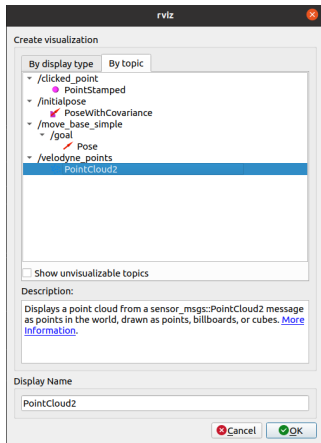 rviz
Create visualization
By display type
By topic
/clicked_point
PointStamped
/initialpose
PoseWithCovariance
/move_base_simple
/goal
Pose
/velodyne_points
PointCloud2
Show unvisualizable topics
Description:
Displays a point cloud from a sensor_msgs::PointCloud2 message
as points in the world, drawn as points, billboards, or cubes. More
Information.
Display Name
PointCloud2
Cancel
OK